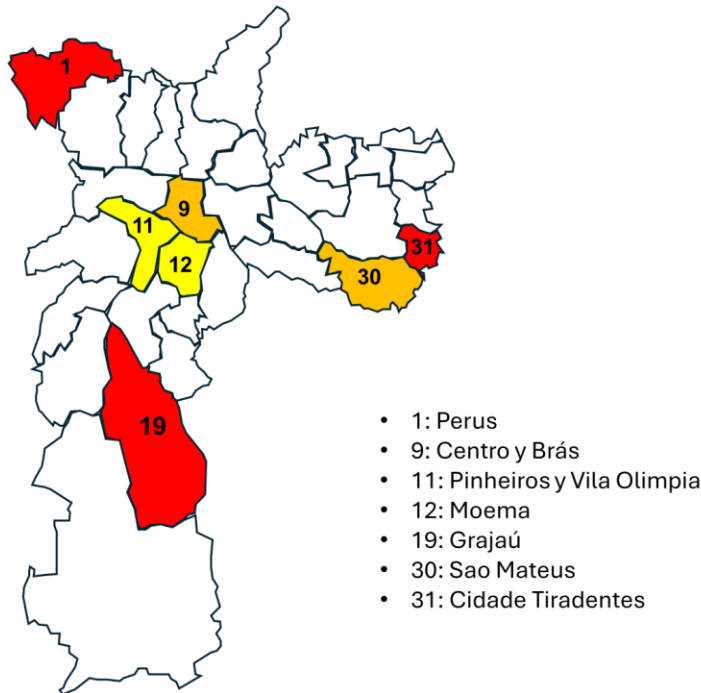 1
9
11
12
31
30
19
• 1: Perus
• 9: Centro y Brás
• 11: Pinheiros y Vila Olimpia
• 12: Moema
• 19: Grajaú
• 30: Sao Mateus
• 31: Cidade Tiradentes